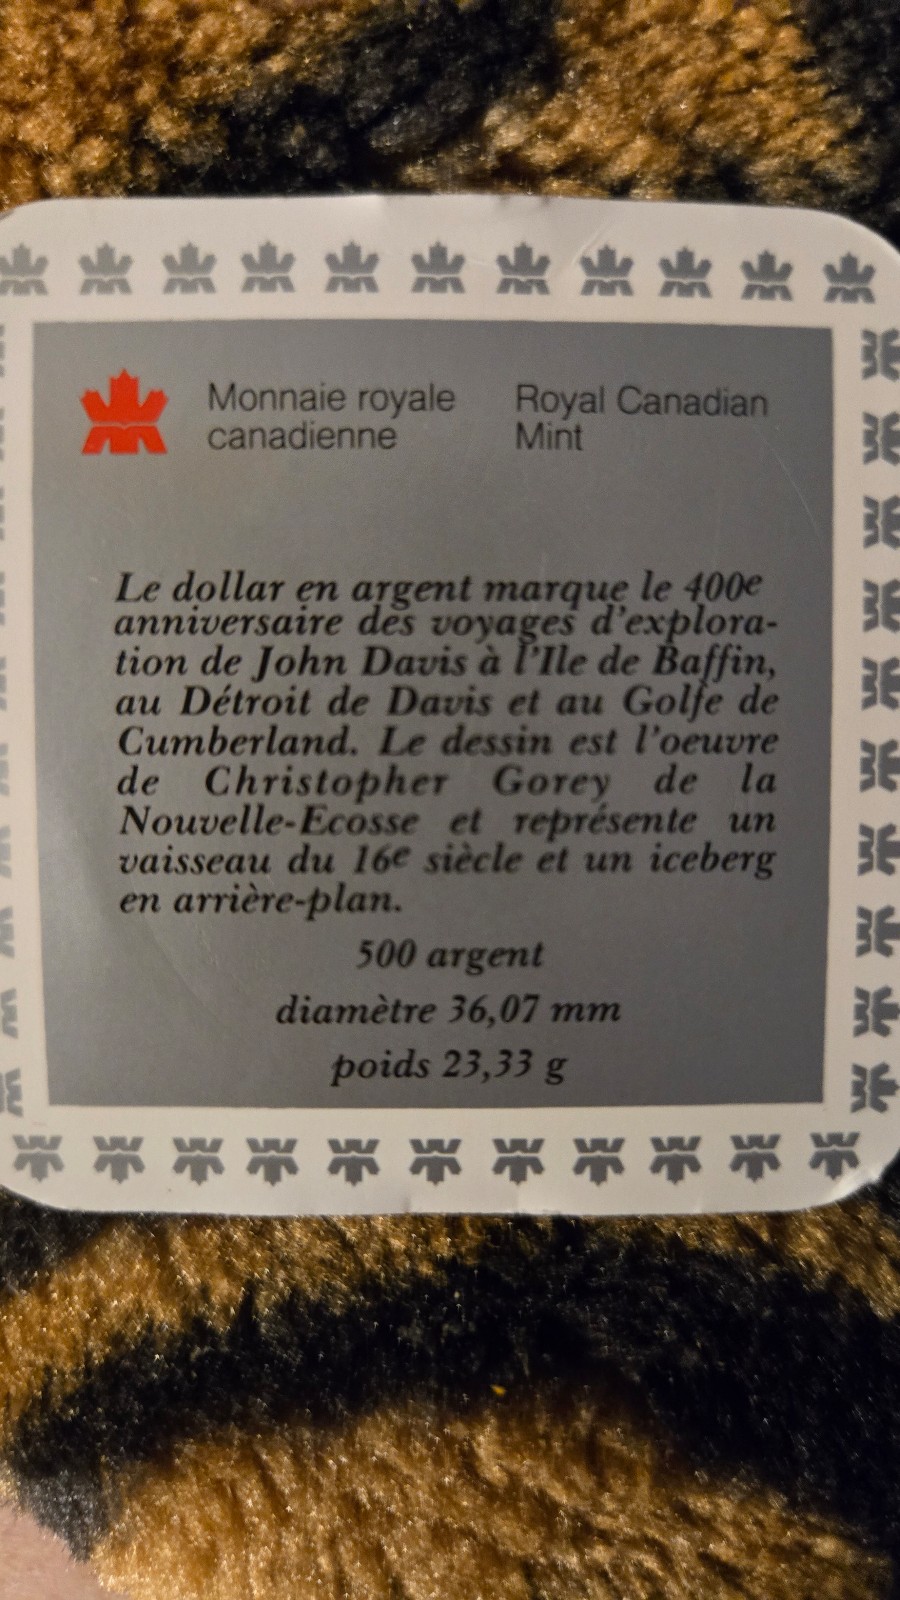 Monnaie royale
canadienne
Royal Canadian
Mint
Le dollar en argent marque le 400e
anniversaire des voyages d'explora-
tion de John Davis à l'Ile de Baffin,
au Détroit de Davis et au Golfe de
Cumberland. Le dessin est l'oeuvre
de Christopher Gorey de la
Nouvelle-Ecosse et représente un
vaisseau du 16e siècle et un iceberg
en arrière-plan.
500 argent
diamètre 36,07 mm
poids 23,33 g